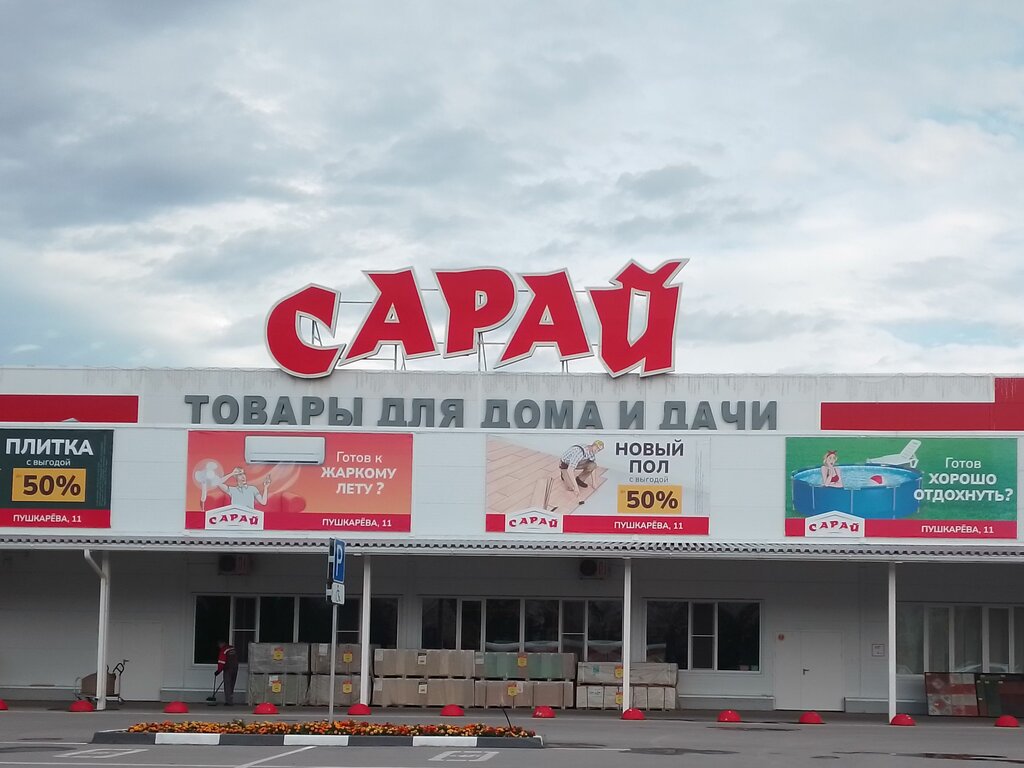 САРАЙ
ТОВАРЫ ДЛЯ ДОМА И ДАЧИ
ПЛИТКА
с выгодой
50%
ПУШКАРЁВА, 11
Готов к
ЖАРКОМУ
ЛЕТУ?
САРАЙ
ПУШКАРЁВА, 11
НОВЫЙ
ПОЛ
с выгодой
50%
САРАЙ
ПУШКАРЁВА, 11
Готов
ХОРОШО
ОТДОХНУТЬ?
САРАЙ
ПУШКАРЁВА, 11
P